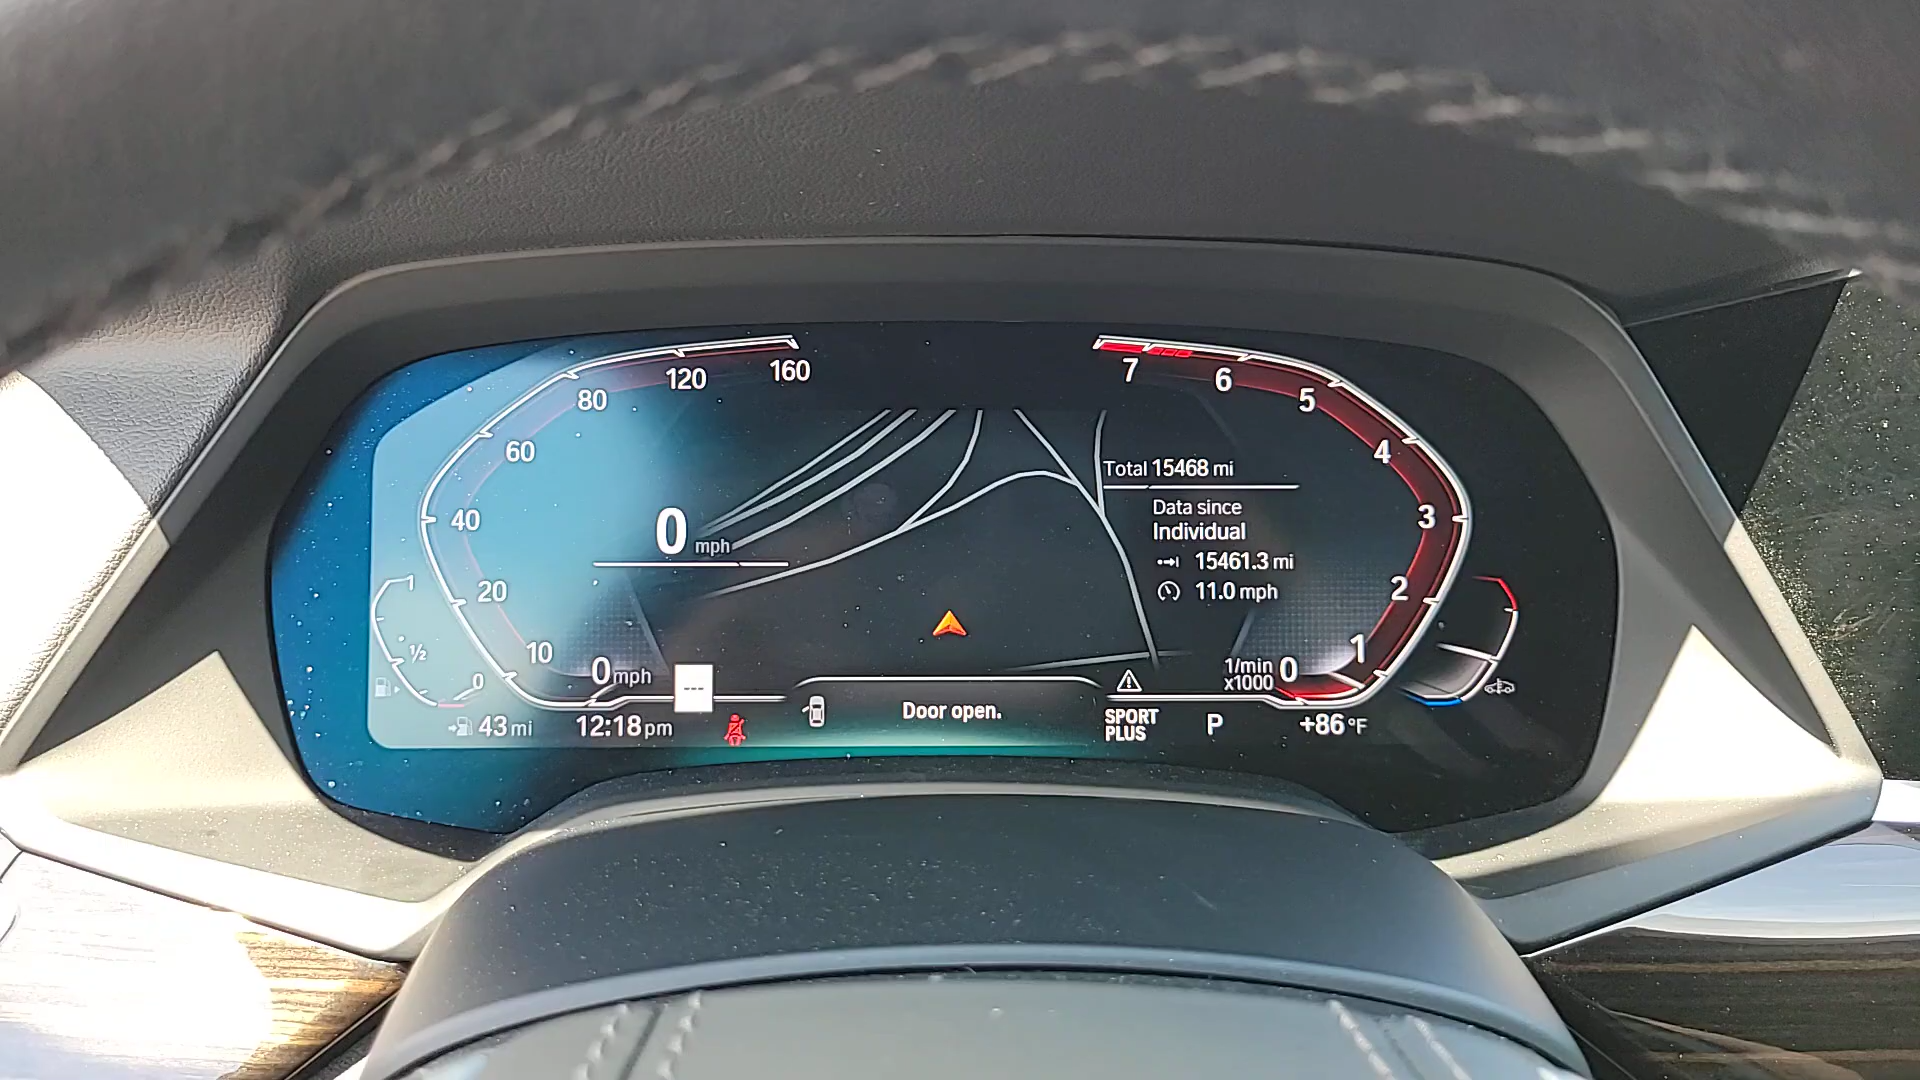 160
120
80
60
40
20
10
0 mph
0 mph
1
½
0
43 mi
12:18 pm
---
Door open.
7
6
5
4
3
2
1
0
1/min
x1000
Total 15468 mi
Data since
Individual
15461.3 mi
11.0 mph
SPORT
PLUS
P
+86 °F